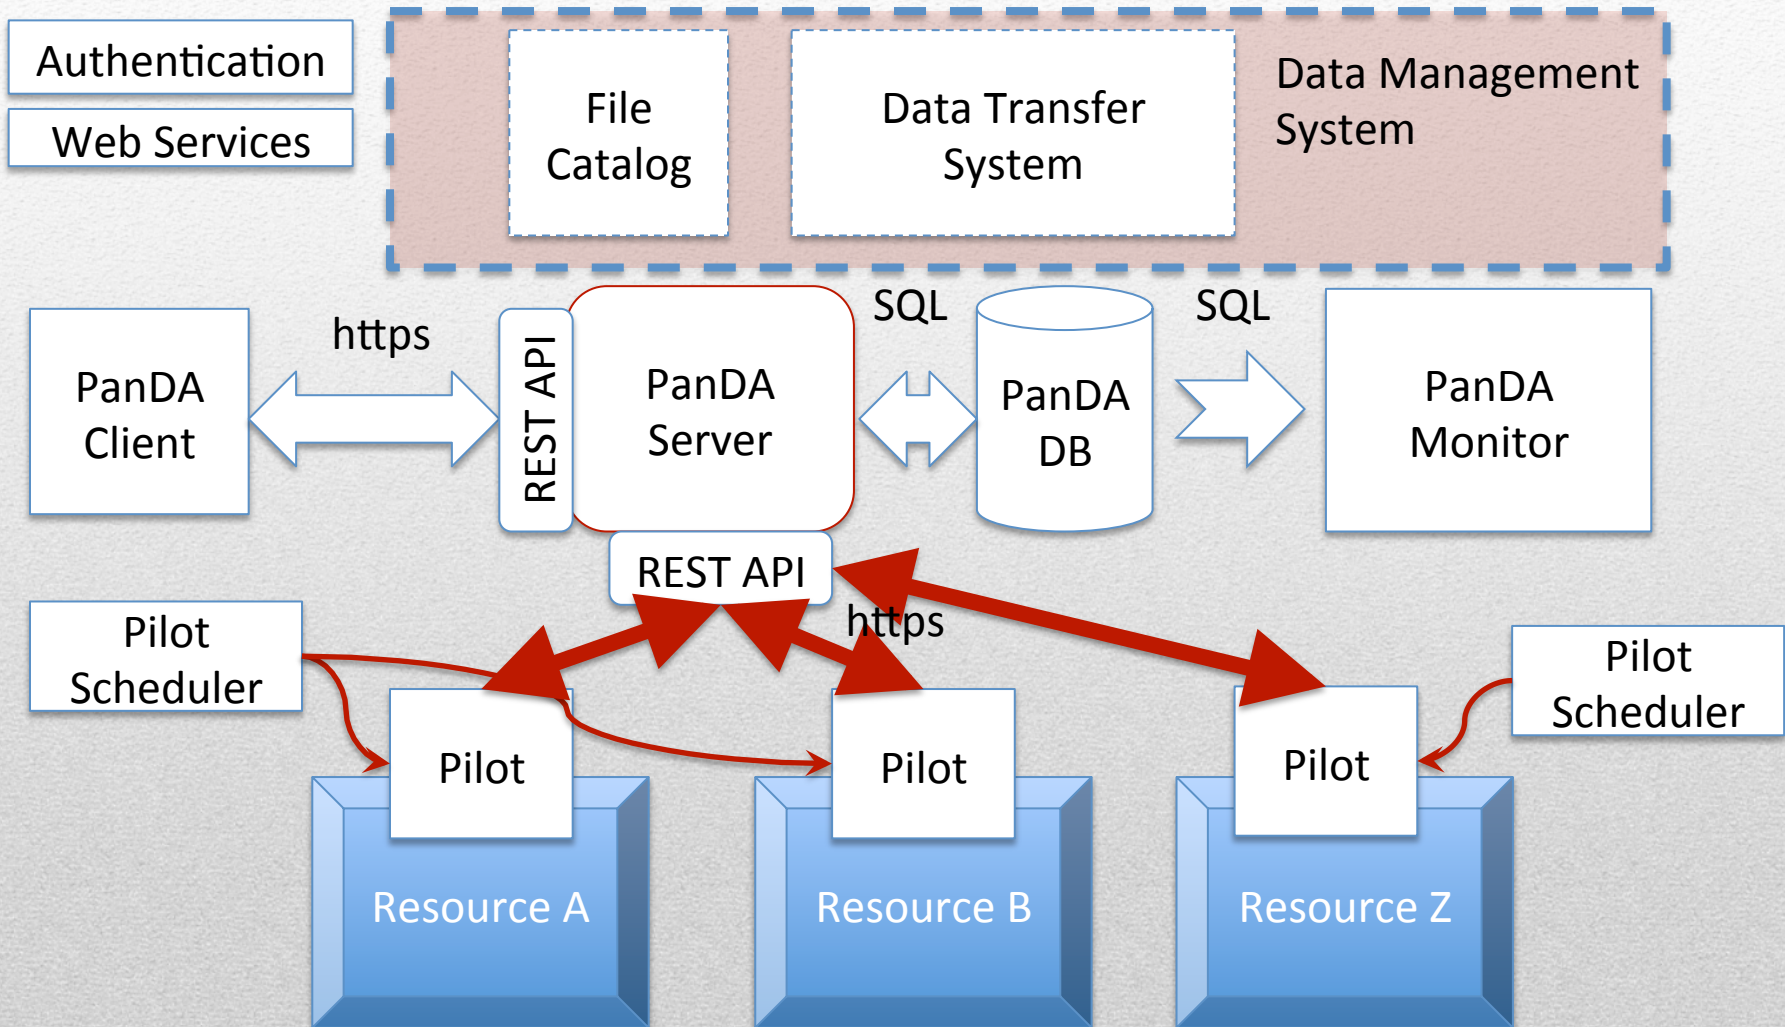 Authentication
Web Services
File
Catalog
Data Transfer
System
Data Management
System
PanDA
Client
https
REST API
PanDA
Server
SQL
PanDA
DB
SQL
PanDA
Monitor
REST API
https
Pilot
Scheduler
Pilot
Scheduler
Pilot
Pilot
Pilot
Resource A
Resource B
Resource Z